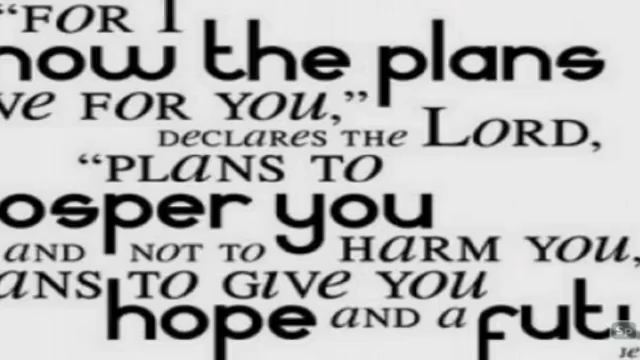 “FOR I
now the plans
ve FOR YOU,”
DECLARES THE LORD,
“PLANS TO
osper you
AND NOT TO HARM YOU,
ANS TO GIVE YOU
hope AND a futu